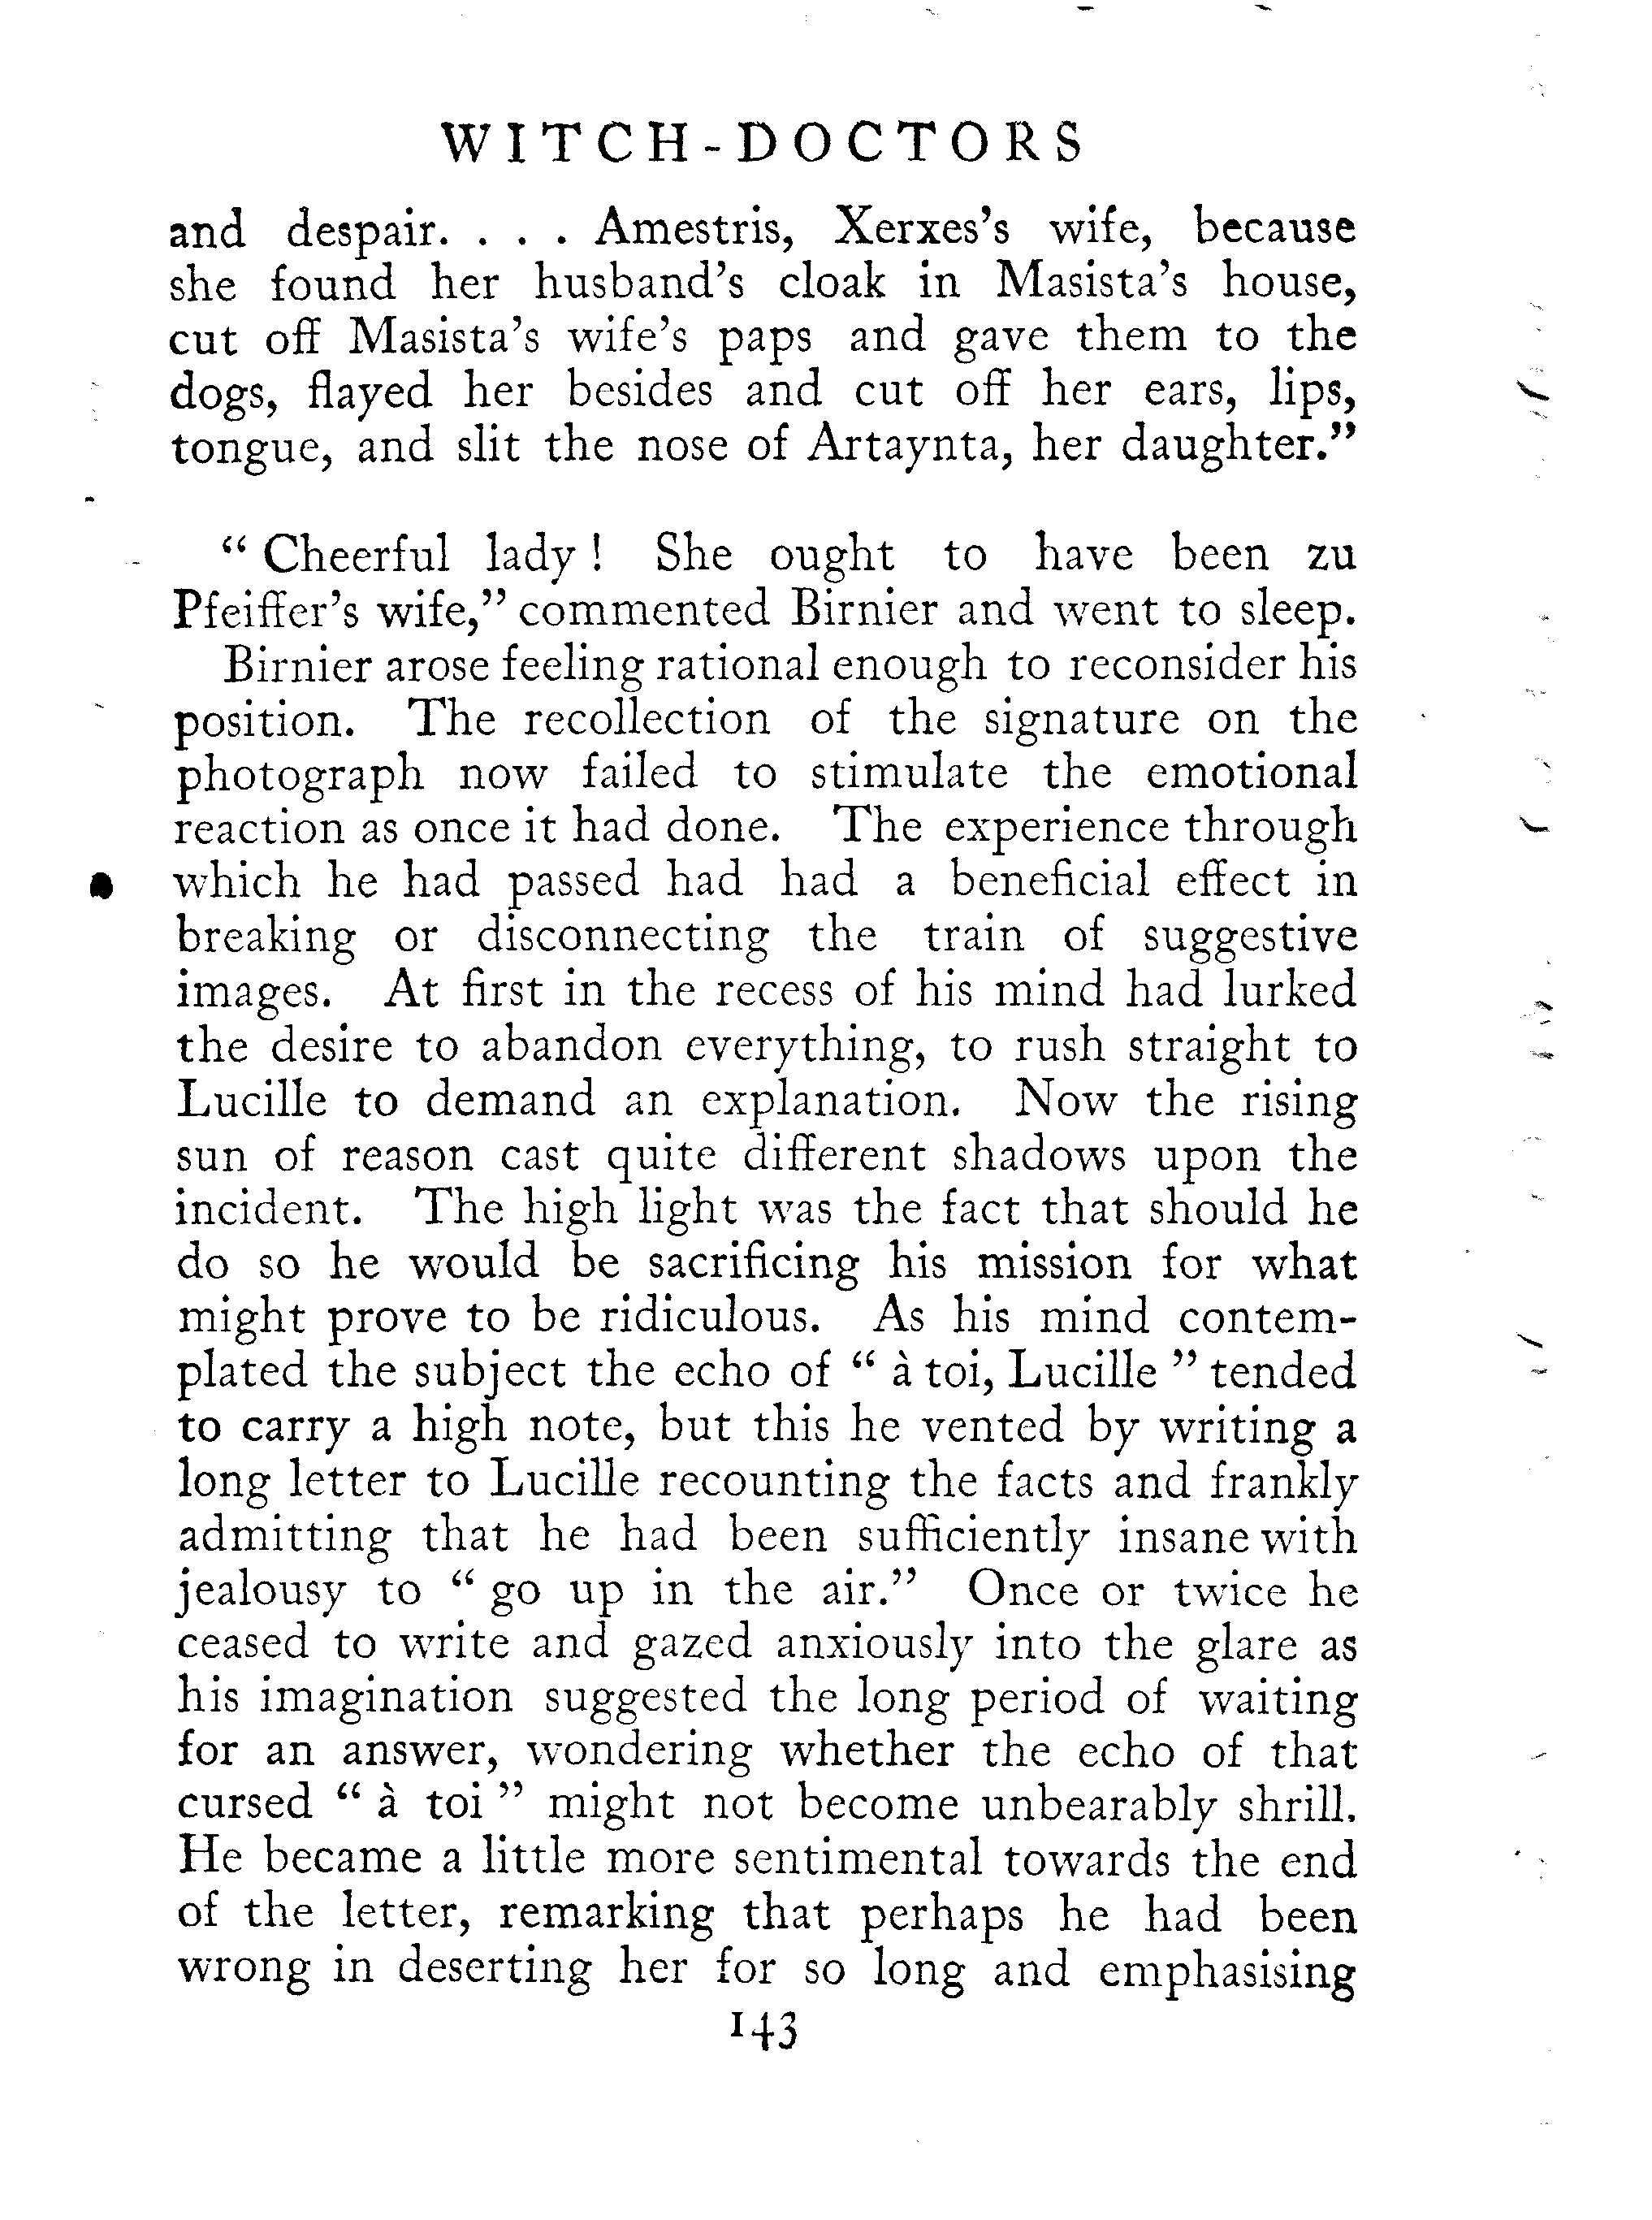 WITCH-DOCTORS
and despair. . . . Amestris, Xerxes's wife, because
she found her husband's cloak in Masista's house,
cut off Masista's wife's paps and gave them to the
dogs, flayed her besides and cut off her ears, lips,
tongue, and slit the nose of Artaynta, her daughter.”
“ Cheerful lady ! She ought to have been zu
Pfeiffer's wife,” commented Birnier and went to sleep.
Birnier arose feeling rational enough to reconsider his
position. The recollection of the signature on the
photograph now failed to stimulate the emotional
reaction as once it had done. The experience through
which he had passed had had a beneficial effect in
breaking or disconnecting the train of suggestive
images. At first in the recess of his mind had lurked
the desire to abandon everything, to rush straight to
Lucille to demand an explanation. Now the rising
sun of reason cast quite different shadows upon the
incident. The high light was the fact that should he
do so he would be sacrificing his mission for what
might prove to be ridiculous. As his mind contem-
plated the subject the echo of “ à toi, Lucille ” tended
to carry a high note, but this he vented by writing a
long letter to Lucille recounting the facts and frankly
admitting that he had been sufficiently insane with
jealousy to “ go up in the air.” Once or twice he
ceased to write and gazed anxiously into the glare as
his imagination suggested the long period of waiting
for an answer, wondering whether the echo of that
cursed “ à toi ” might not become unbearably shrill.
He became a little more sentimental towards the end
of the letter, remarking that perhaps he had been
wrong in deserting her for so long and emphasising
143